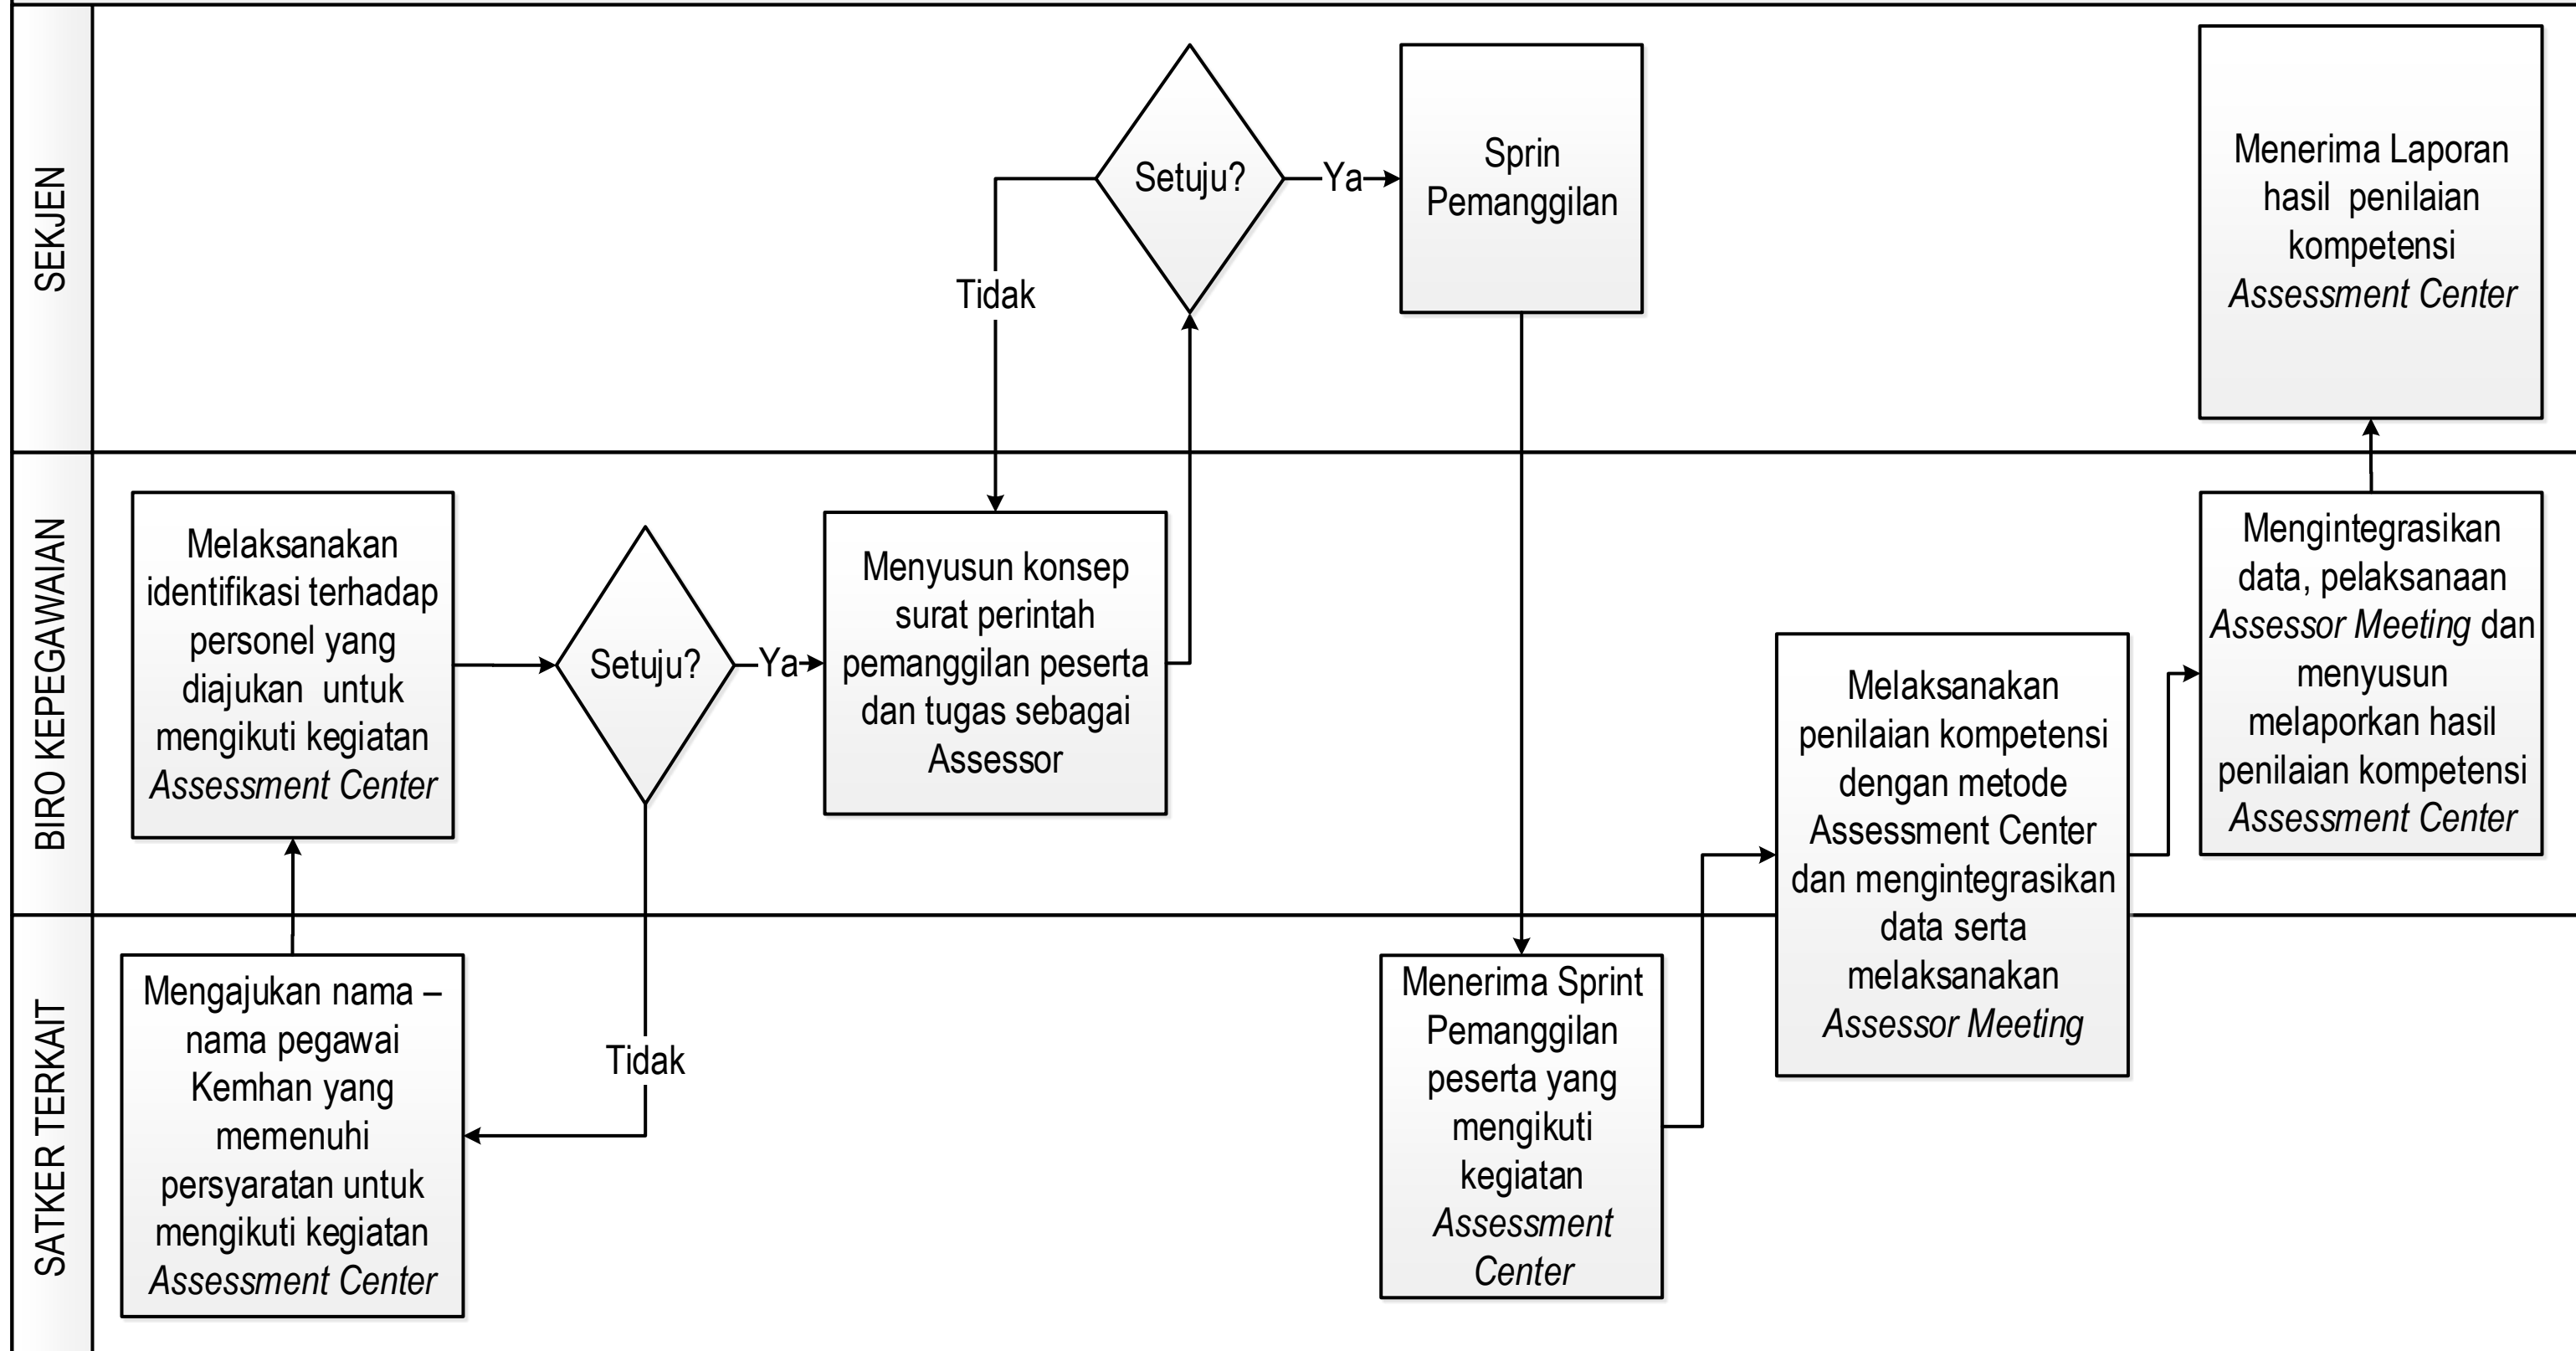 SEKJEN
Setuju?
Ya
Tidak
Sprin
Pemanggilan
Menerima Laporan
hasil  penilaian
kompetensi
Assessment Center
BIRO KEPEGAWAIAN
Melaksanakan
identifikasi terhadap
personel yang
diajukan  untuk
mengikuti kegiatan
Assessment Center
Setuju?
Ya
Tidak
Menyusun konsep
surat perintah
pemanggilan peserta
dan tugas sebagai
Assessor
Melaksanakan
penilaian kompetensi
dengan metode
Assessment Center
dan mengintegrasikan
data serta
melaksanakan
Assessor Meeting
Mengintegrasikan
data, pelaksanaan
Assessor Meeting dan
menyusun
melaporkan hasil
penilaian kompetensi
Assessment Center
SATKER TERKAIT
Mengajukan nama –
nama pegawai
Kemhan yang
memenuhi
persyaratan untuk
mengikuti kegiatan
Assessment Center
Menerima Sprint
Pemanggilan
peserta yang
mengikuti
kegiatan
Assessment
Center